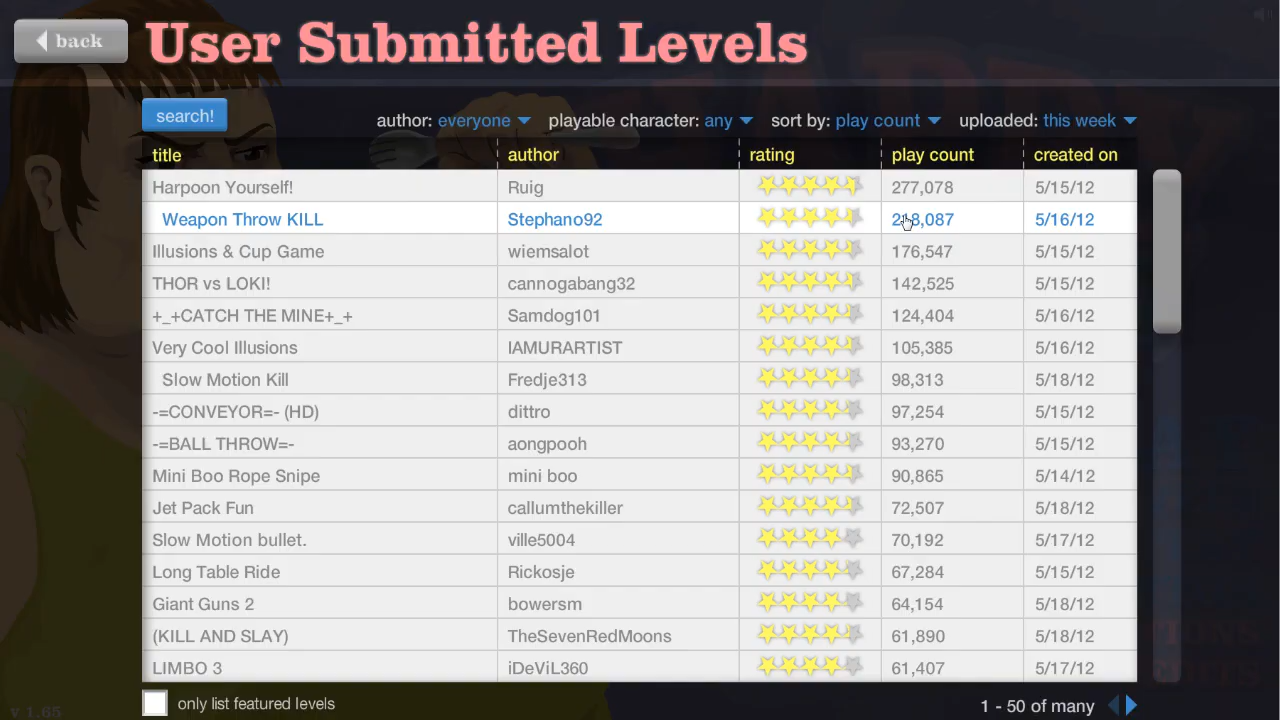 back
User Submitted Levels
search!
author: everyone playable character: any sort by: play count uploaded: this week
title author rating play count created on
Harpoon Yourself! Ruig 277,078 5/15/12
Weapon Throw KILL Stephano92 5/16/12
Illusions & Cup Game wiemsalot 176,547 5/15/12
THOR vs LOKI! cannogabang32 142,525 5/15/12
+_+CATCH THE MINE+_+ Samdog101 124,404 5/16/12
Very Cool Illusions IAMURARTIST 105,385 5/16/12
Slow Motion Kill Fredje313 98,313 5/18/12
-=CONVEYOR=- (HD) dittro 97,254 5/15/12
-=BALL THROW=- aongpooh 93,270 5/15/12
Mini Boo Rope Snipe mini boo 90,865 5/14/12
Jet Pack Fun callumthekiller 72,507 5/18/12
Slow Motion bullet. ville5004 70,192 5/17/12
Long Table Ride Rickosje 67,284 5/15/12
Giant Guns 2 bowersm 64,154 5/18/12
(KILL AND SLAY) TheSevenRedMoons 61,890 5/18/12
LIMBO 3 iDeViL360 61,407 5/17/12
only list featured levels 1 - 50 of many
v 1.65